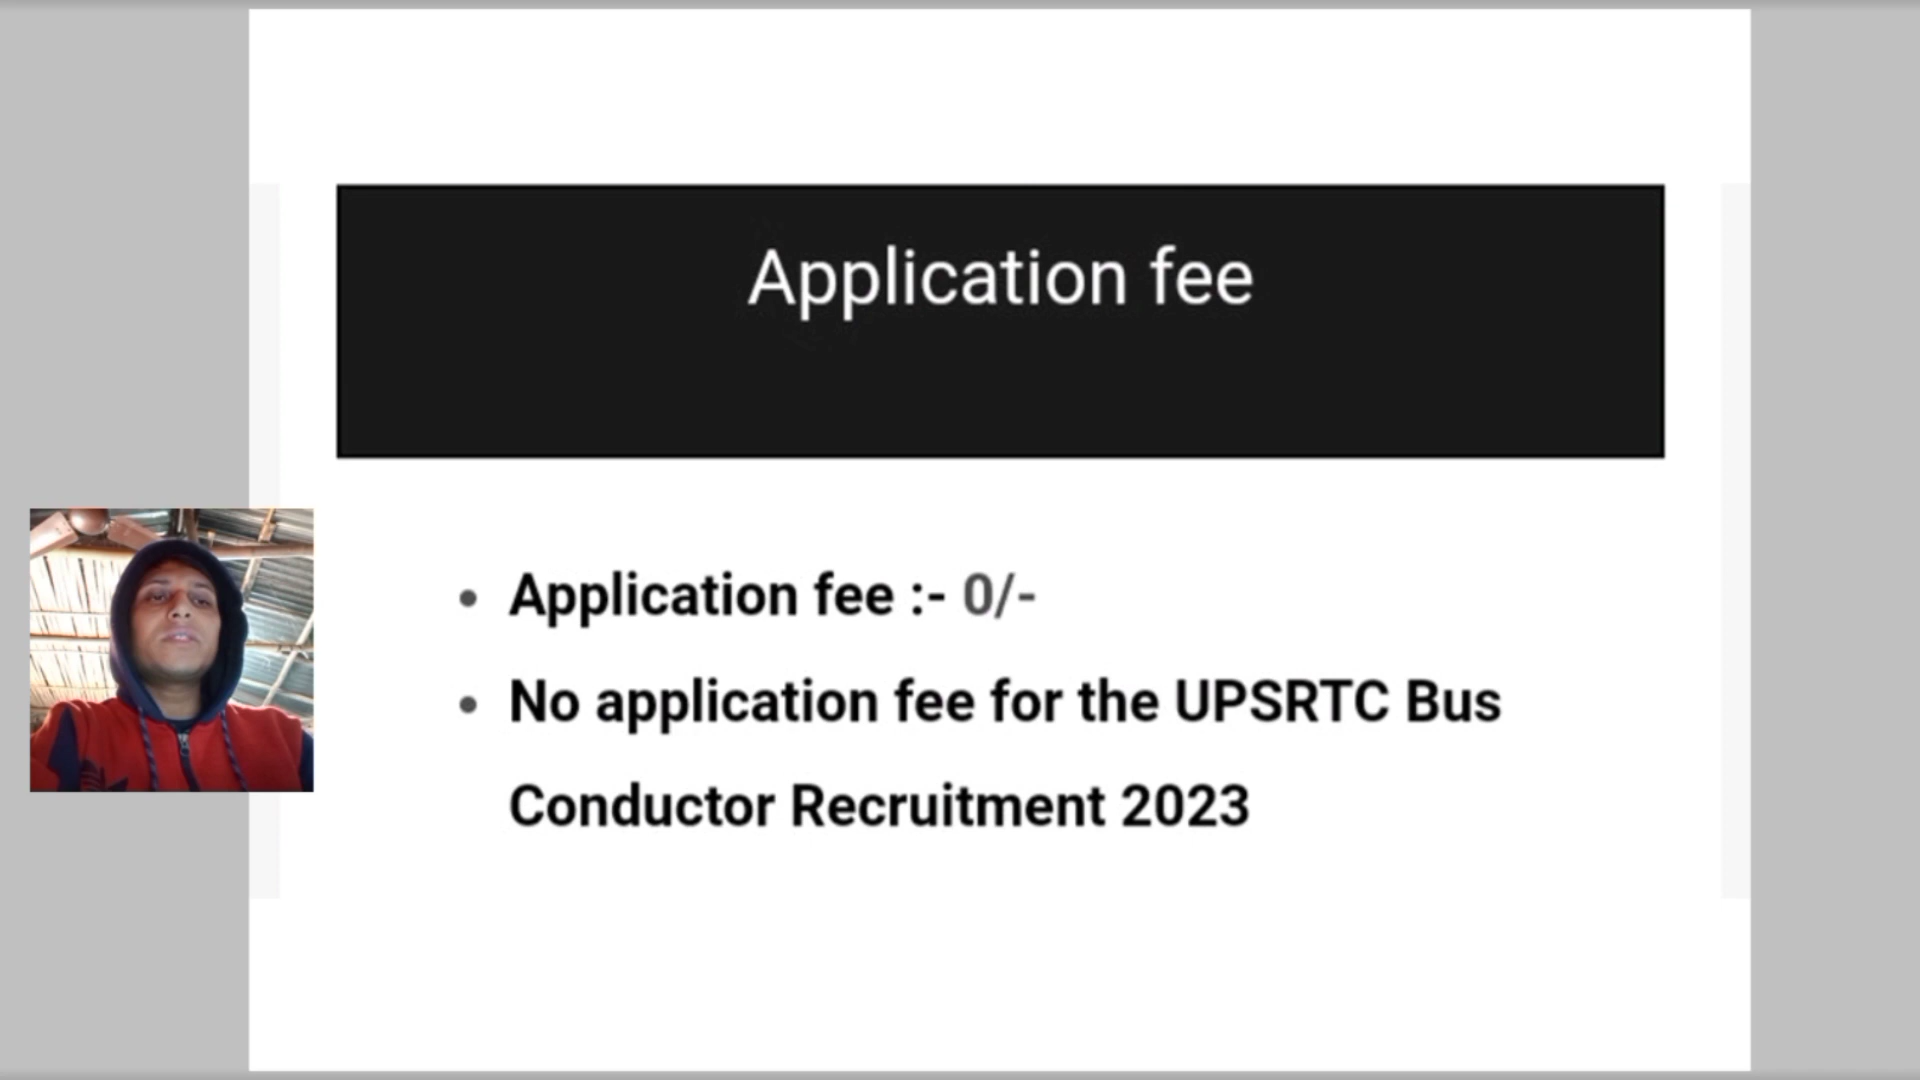 Application fee
• Application fee :- 0/-
• No application fee for the UPSRTC Bus
Conductor Recruitment 2023